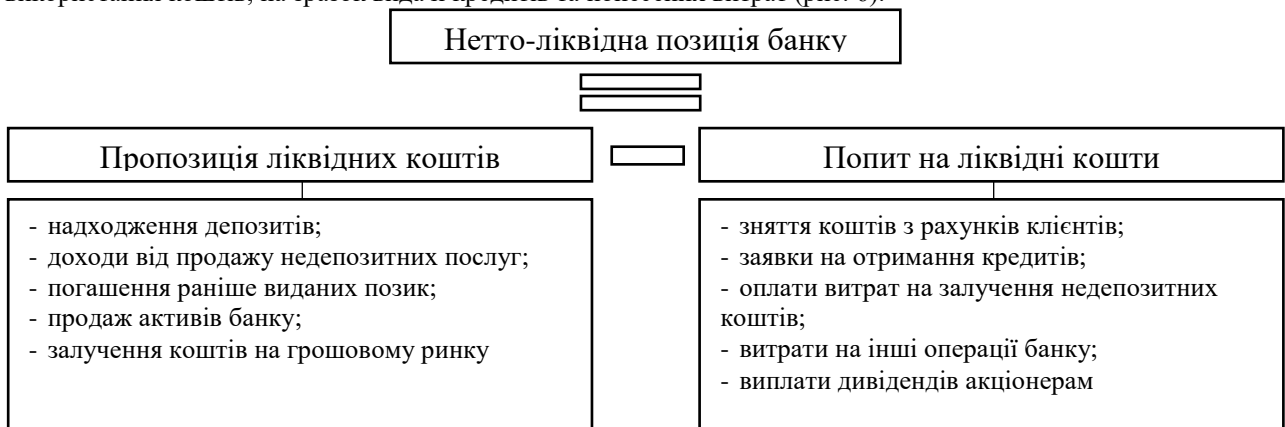 Нетто-ліквідна позиція банку
Пропозиція ліквідних коштів
Попит на ліквідні кошти
- надходження депозитів;
- доходи від продажу недепозитних послуг;
- погашення раніше виданих позик;
- продаж активів банку;
- залучення коштів на грошовому ринку
- зняття коштів з рахунків клієнтів;
- заявки на отримання кредитів;
- оплати витрат на залучення недепозитних
коштів;
- витрати на інші операції банку;
- виплати дивідендів акціонерам